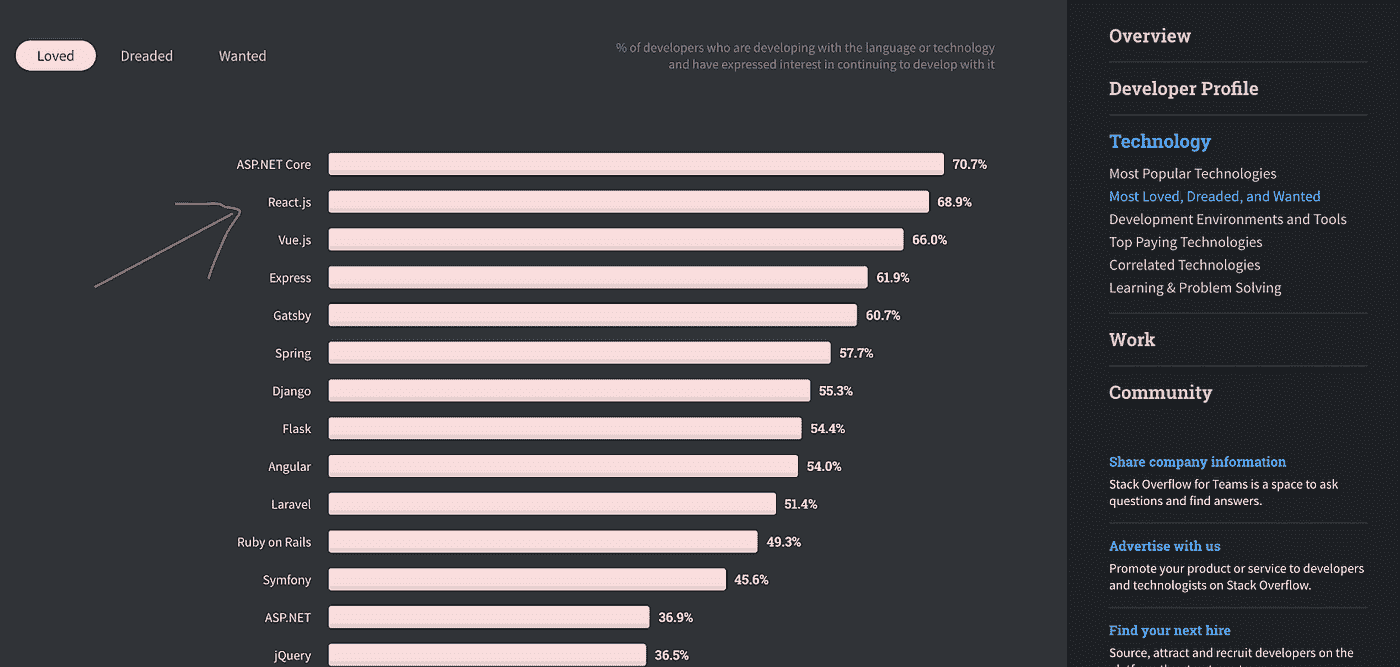 Loved Dreaded Wanted
% of developers who are developing with the language or technology
and have expressed interest in continuing to develop with it
ASP.NET Core 70.7%
React.js 68.9%
Vue.js 66.0%
Express 61.9%
Gatsby 60.7%
Spring 57.7%
Django 55.3%
Flask 54.4%
Angular 54.0%
Laravel 51.4%
Ruby on Rails 49.3%
Symfony 45.6%
ASP.NET 36.9%
jQuery 36.5%
Overview
Developer Profile
Technology
Most Popular Technologies
Most Loved, Dreaded, and Wanted
Development Environments and Tools
Top Paying Technologies
Correlated Technologies
Learning & Problem Solving
Work
Community
Share company information
Stack Overflow for Teams is a space to ask
questions and find answers.
Advertise with us
Promote your product or service to developers
and technologists on Stack Overflow.
Find your next hire
Source, attract and recruit developers on the